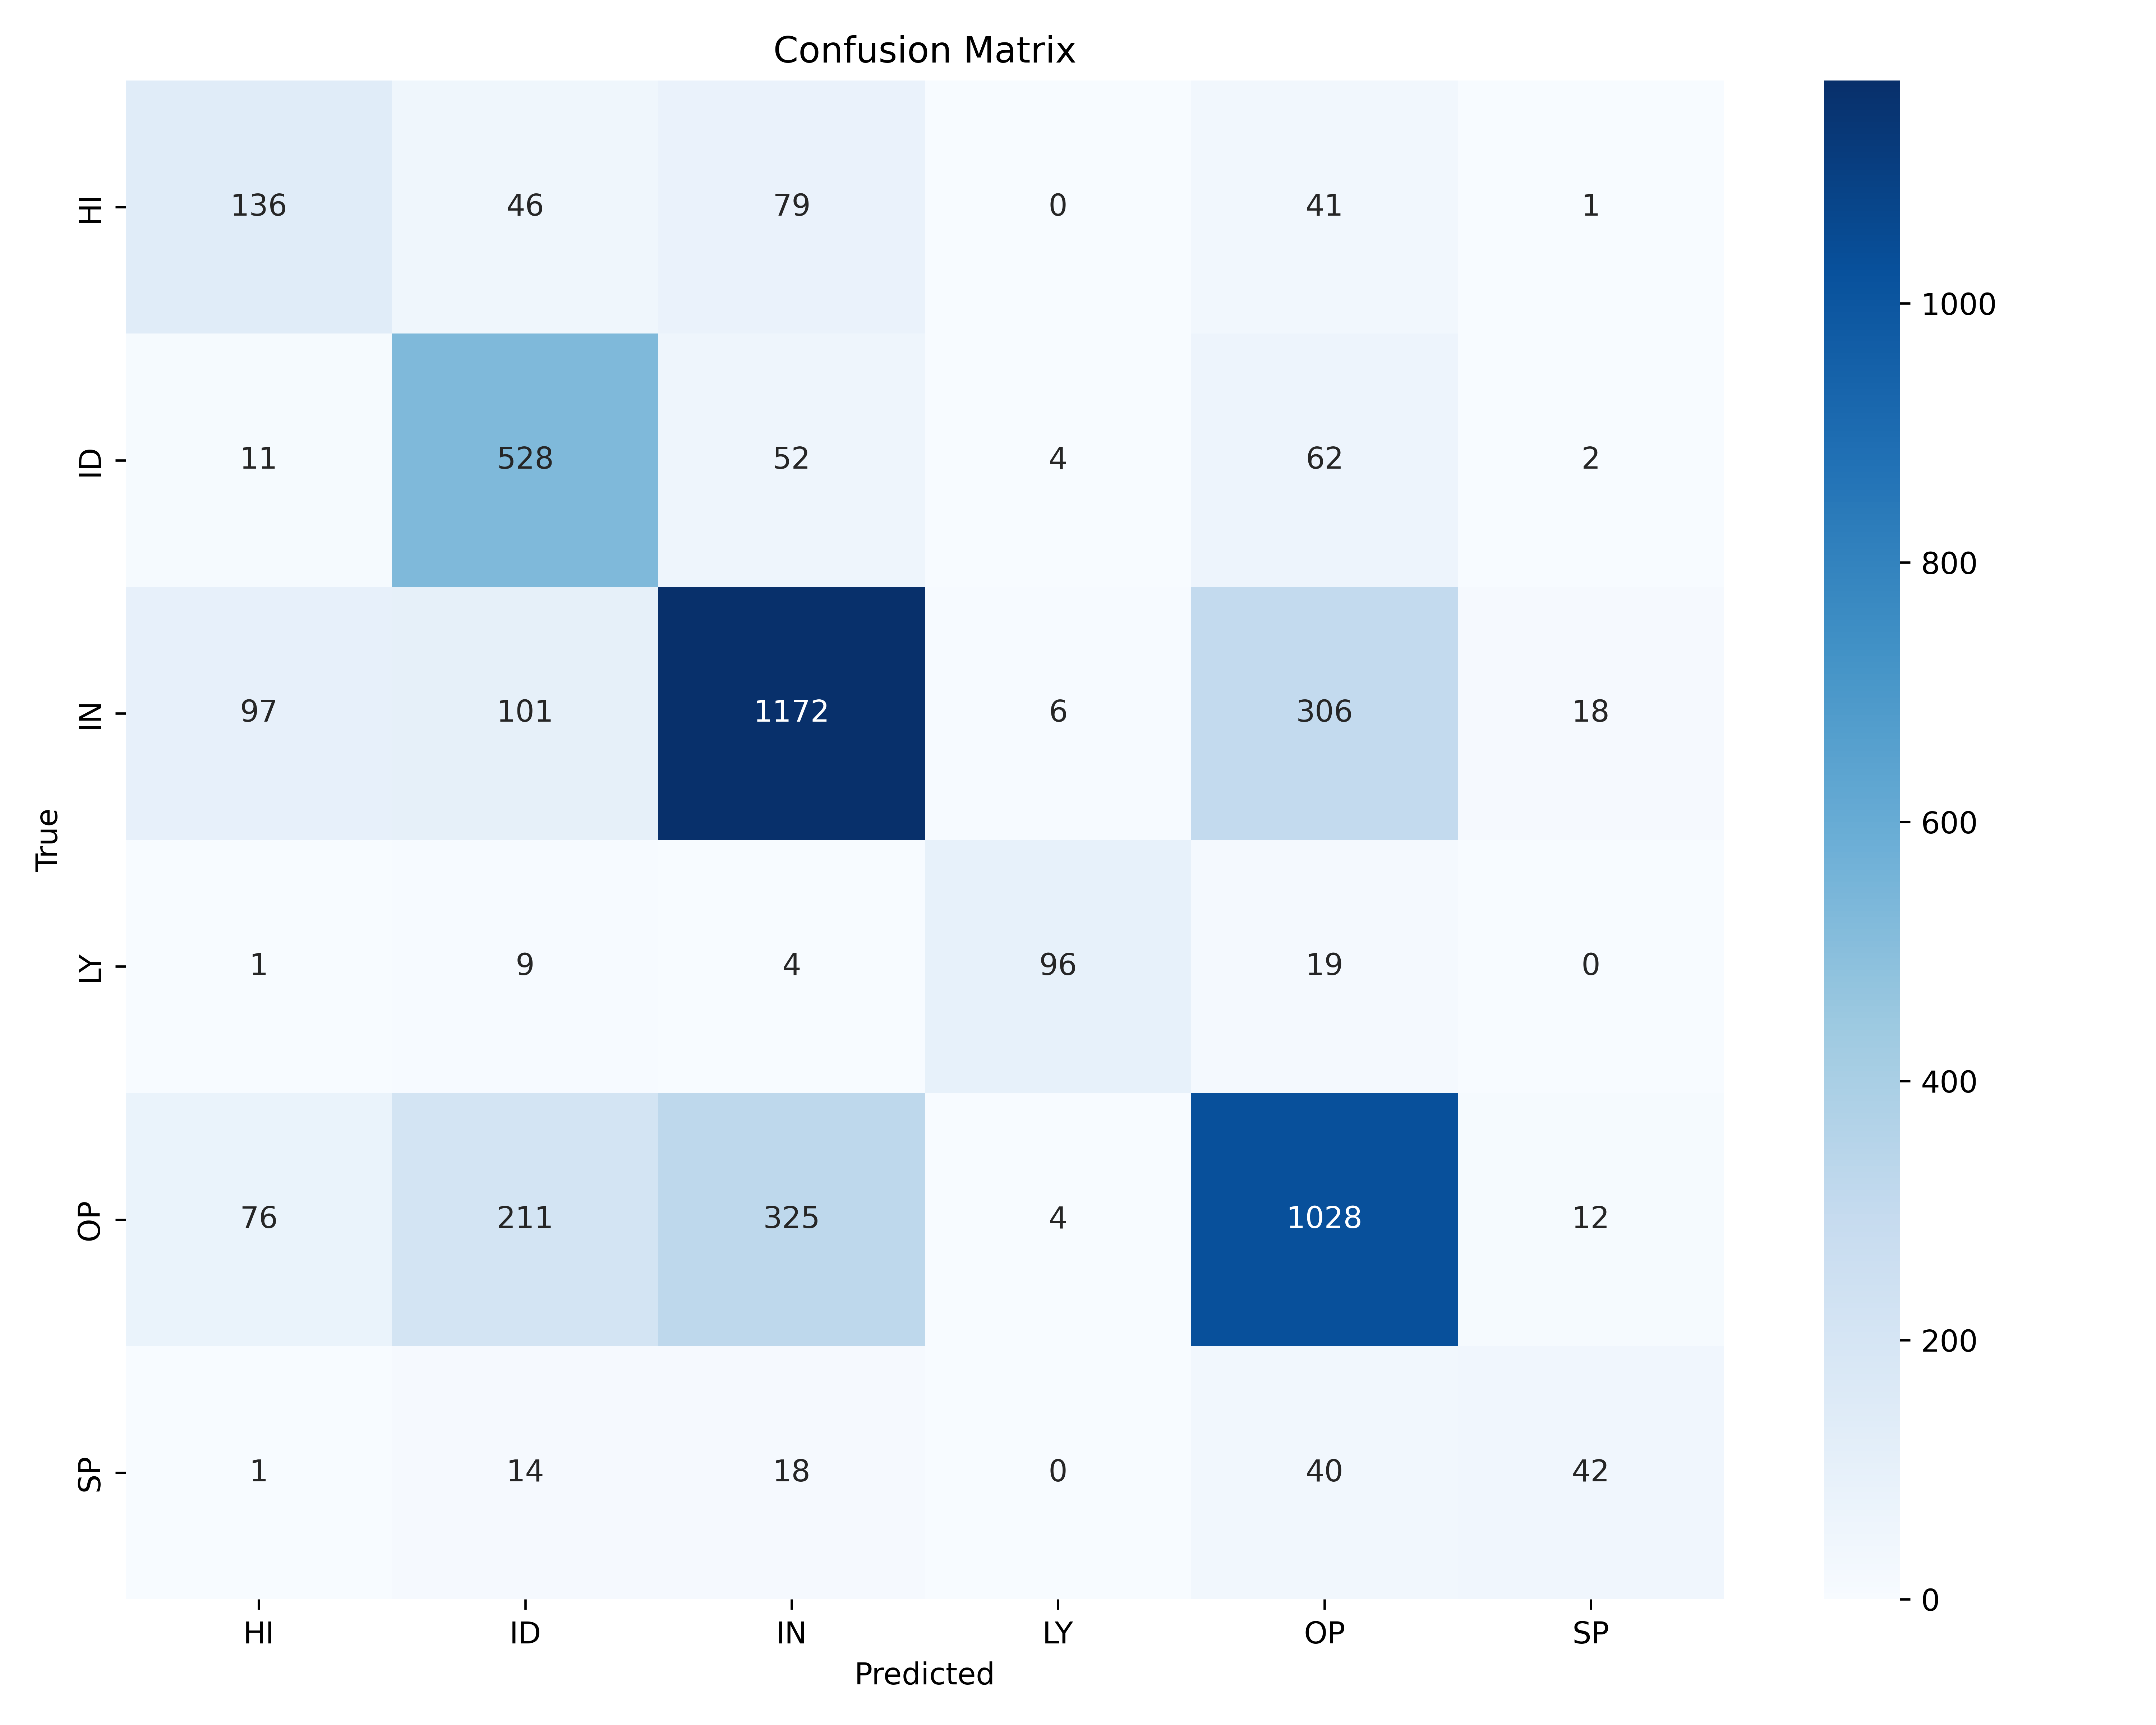 Confusion Matrix
HI 136 46 79 0 41 1
ID 11 528 52 4 62 2
IN 97 101 1172 6 306 18
LY 1 9 4 96 19 0
OP 76 211 325 4 1028 12
SP 1 14 18 0 40 42
HI ID IN LY OP SP
Predicted
True
1000
800
600
400
200
0